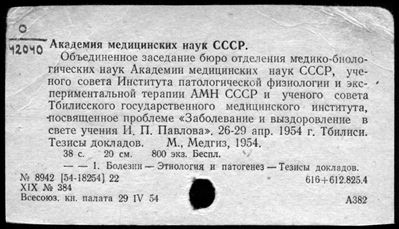 О
42040
Академия медицинских наук СССР.
Объединенное заседание бюро отделения медико-биоло-
гических наук Академии медицинских наук СССР, уче-
ного совета Института патологической физиологии и экс-
периментальной терапии АМН СССР и ученого совета
Тбилисского государственного медицинского института,
посвященное проблеме «Заболевание и выздоровление в
свете учения И. П. Павлова». 26-29 апр. 1954 г. Тбилиси.
Тезисы докладов. М., Медгиз, 1954.
38 с. 20 см. 800 экз. Беспл.
— — 1. Болезни — Этиология и патогенез — Тезисы докладов.
№ 8942 [54-18254] 22 616+612.825.4
XIX № 384
Всесоюз. кн. палата 29 IV 54 А382